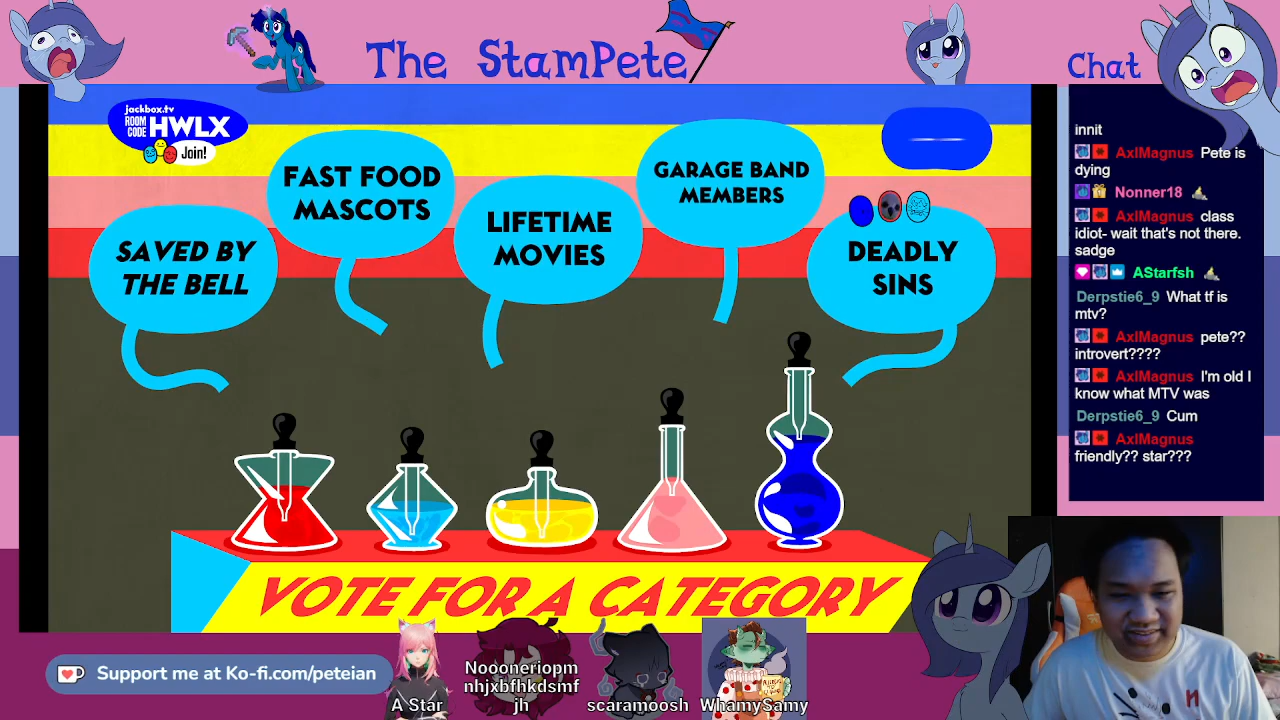 The StamPete
Chat
jackbox.tv
ROOM
CODE
HWLX
Join!
SAVED BY
THE BELL
FAST FOOD
MASCOTS
LIFETIME
MOVIES
GARAGE BAND
MEMBERS
DEADLY
SINS
VOTE FOR A CATEGORY
innit
AxlMagnus Pete is
dying
Nonner18
AxlMagnus class
idiot- wait that's not there.
sadge
AStarfsh
Derpstie6_9 What tf is
mtv?
AxlMagnus pete??
introvert????
AxlMagnus I'm old I
know what MTV was
Derpstie6_9 Cum
AxlMagnus
friendly?? star???
Support me at Ko-fi.com/peteian
A Star
Noooneriopm
nhjxbfhkdsmf
jh
scaramoosh
WhamySamy